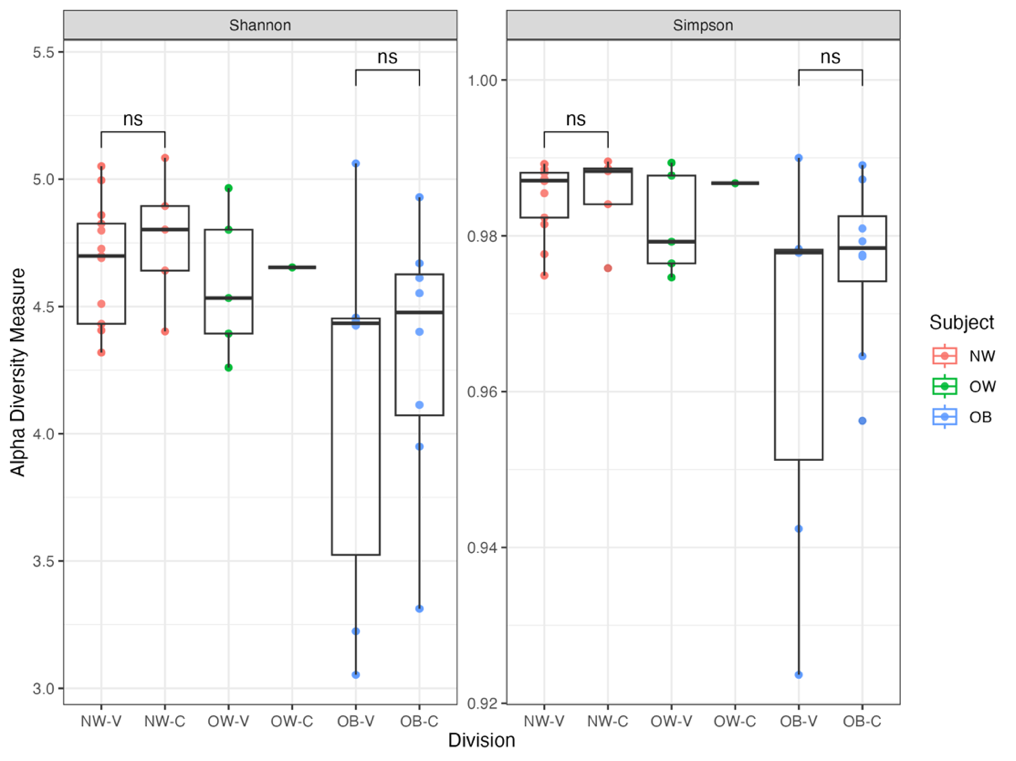 Shannon
Simpson
ns
ns
ns
ns
5.5
5.0
4.5
4.0
3.5
3.0
1.00
0.98
0.96
0.94
0.92
Alpha Diversity Measure
NW-V NW-C OW-V OW-C OB-V OB-C
NW-V NW-C OW-V OW-C OB-V OB-C
Division
Subject
NW
OW
OB